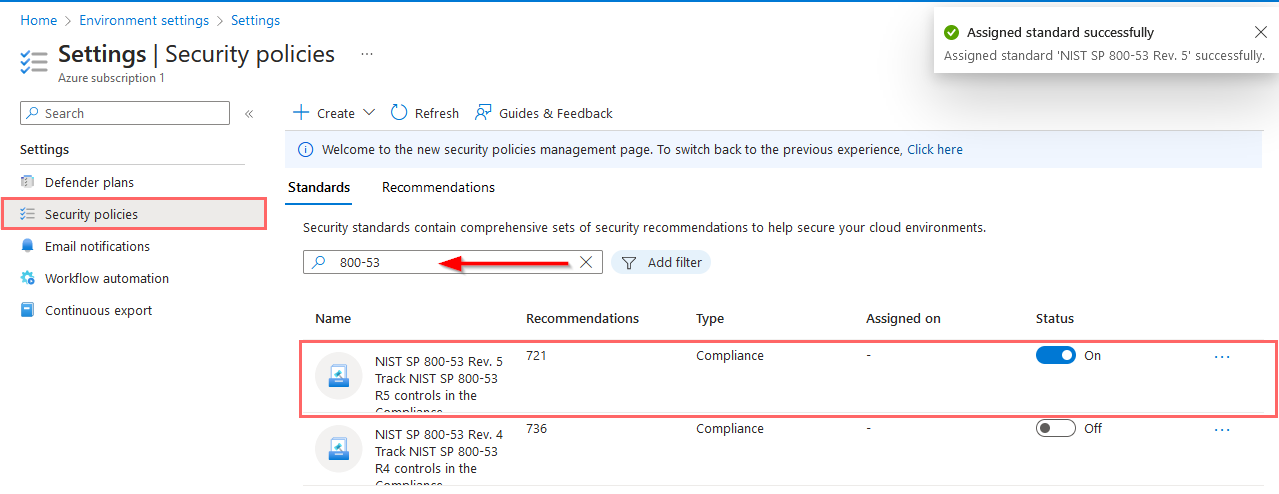 Home > Environment settings > Settings
Settings | Security policies ...
Azure subscription 1
Assigned standard successfully
Assigned standard 'NIST SP 800-53 Rev. 5' successfully.
Search
«
Settings
Defender plans
Security policies
Email notifications
Workflow automation
Continuous export
Create Refresh Guides & Feedback
Welcome to the new security policies management page. To switch back to the previous experience, Click here
Standards Recommendations
Security standards contain comprehensive sets of security recommendations to help secure your cloud environments.
800-53 Add filter
Name Recommendations Type Assigned on Status
NIST SP 800-53 Rev. 5 721 Compliance - On ...
Track NIST SP 800-53
R5 controls in the
Compliance
NIST SP 800-53 Rev. 4 736 Compliance - Off ...
Track NIST SP 800-53
R4 controls in the